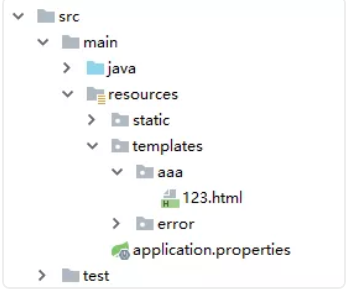 src
main
java
resources
static
templates
aaa
123.html
error
application.properties
test